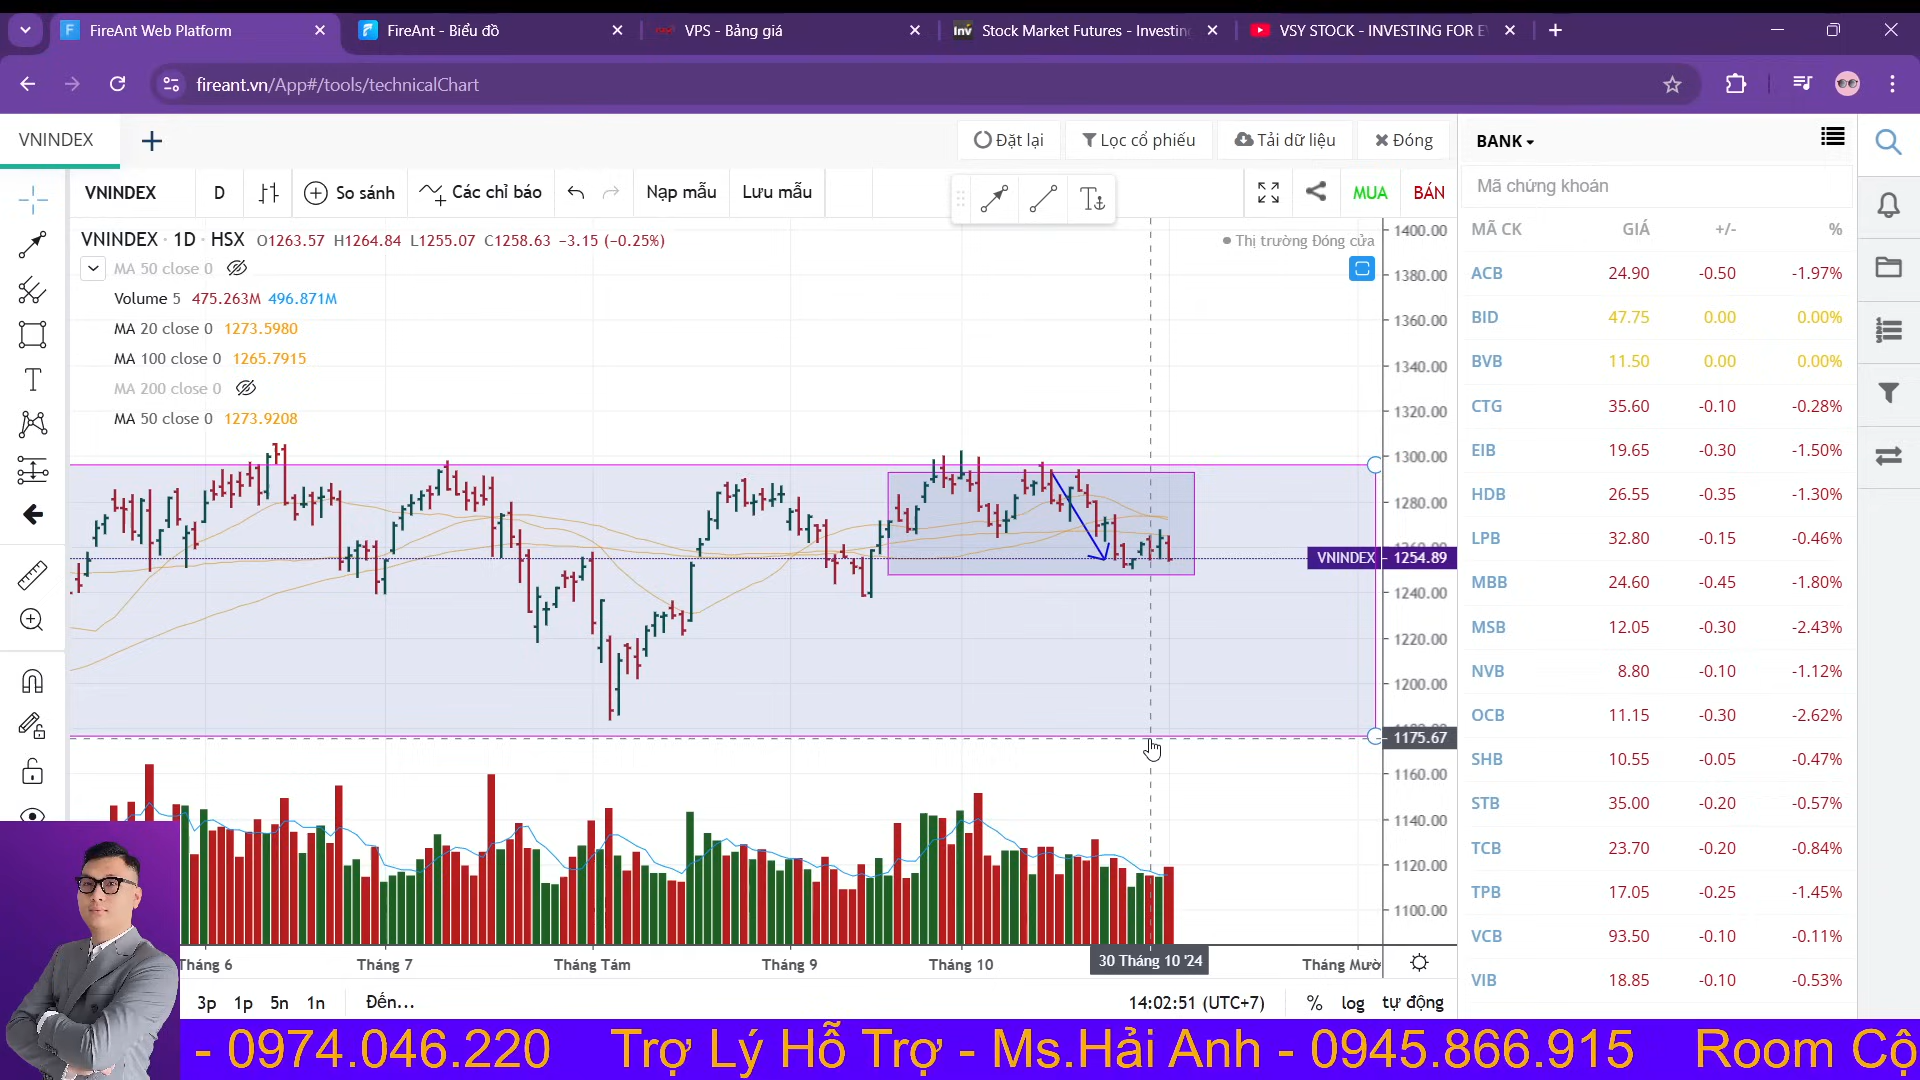 FireAnt Web Platform
FireAnt - Biểu đồ
VPS - Bảng giá
Stock Market Futures - Investin
VSY STOCK - INVESTING FOR E
fireant.vn/App#/tools/technicalChart
VNINDEX
Đặt lại
Lọc cổ phiếu
Tải dữ liệu
Đóng
BANK
VNINDEX
D
So sánh
Các chỉ báo
Nạp mẫu
Lưu mẫu
MUA
BÁN
Mã chứng khoán
VNINDEX · 1D · HSX O1263.57 H1264.84 L1255.07 C1258.63 −3.15 (−0.25%)
Thị trường Đóng cửa
MA 50 close 0
Volume 5 475.263M 496.871M
MA 20 close 0 1273.5980
MA 100 close 0 1265.7915
MA 200 close 0
MA 50 close 0 1273.9208
1400.00
1380.00
1360.00
1340.00
1320.00
1300.00
1280.00
VNINDEX 1254.89
1240.00
1220.00
1200.00
1175.67
1160.00
1140.00
1120.00
1100.00
Tháng 6
Tháng 7
Tháng Tám
Tháng 9
Tháng 10
30 Tháng 10 '24
Tháng Mườ
3p 1p 5n 1n Đến...
14:02:51 (UTC+7) % log tự động
MÃ CK GIÁ +/- %
ACB 24.90 -0.50 -1.97%
BID 47.75 0.00 0.00%
BVB 11.50 0.00 0.00%
CTG 35.60 -0.10 -0.28%
EIB 19.65 -0.30 -1.50%
HDB 26.55 -0.35 -1.30%
LPB 32.80 -0.15 -0.46%
MBB 24.60 -0.45 -1.80%
MSB 12.05 -0.30 -2.43%
NVB 8.80 -0.10 -1.12%
OCB 11.15 -0.30 -2.62%
SHB 10.55 -0.05 -0.47%
STB 35.00 -0.20 -0.57%
TCB 23.70 -0.20 -0.84%
TPB 17.05 -0.25 -1.45%
VCB 93.50 -0.10 -0.11%
VIB 18.85 -0.10 -0.53%
- 0974.046.220 Trợ Lý Hỗ Trợ - Ms.Hải Anh - 0945.866.915 Room Cộ